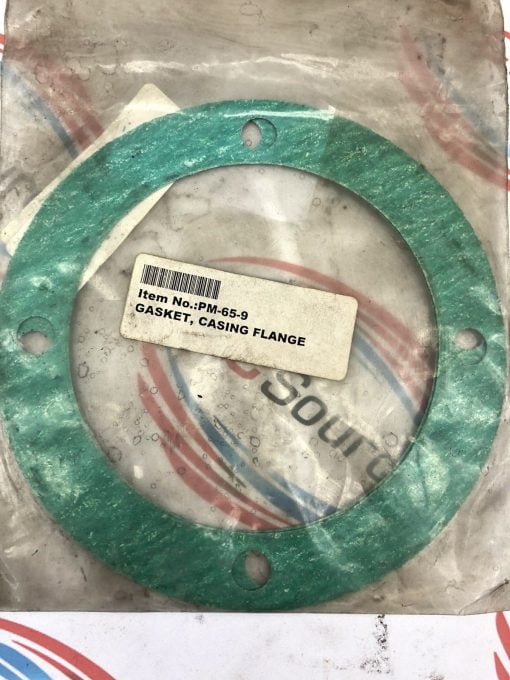 Item No.:PM-65-9
GASKET, CASING FLANGE